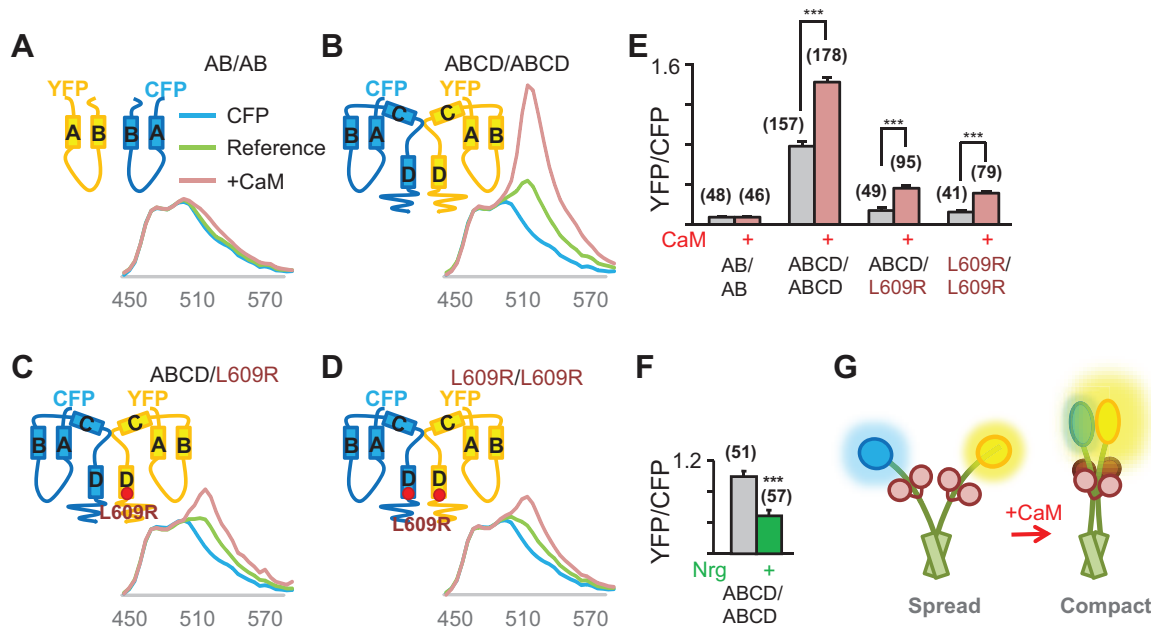 A
AB/AB
YFP
CFP
A B
B A
CFP
Reference
+CaM
450 510 570
B
ABCD/ABCD
CFP YFP
B A C C A B
D D
450 510 570
C
ABCD/L609R
CFP YFP
B A C C A B
D D
L609R
450 510 570
D
L609R/L609R
CFP YFP
B A C C A B
D D
L609R
450 510 570
E
1.6
YFP/CFP
(48) (46) (157) *** (178) (49) *** (95) (41) *** (79)
CaM + + + +
AB/ ABCD/ ABCD/ L609R/
AB ABCD L609R L609R
F
1.2
YFP/CFP
(51)
***
(57)
Nrg +
ABCD/
ABCD
G
+CaM
Spread Compact